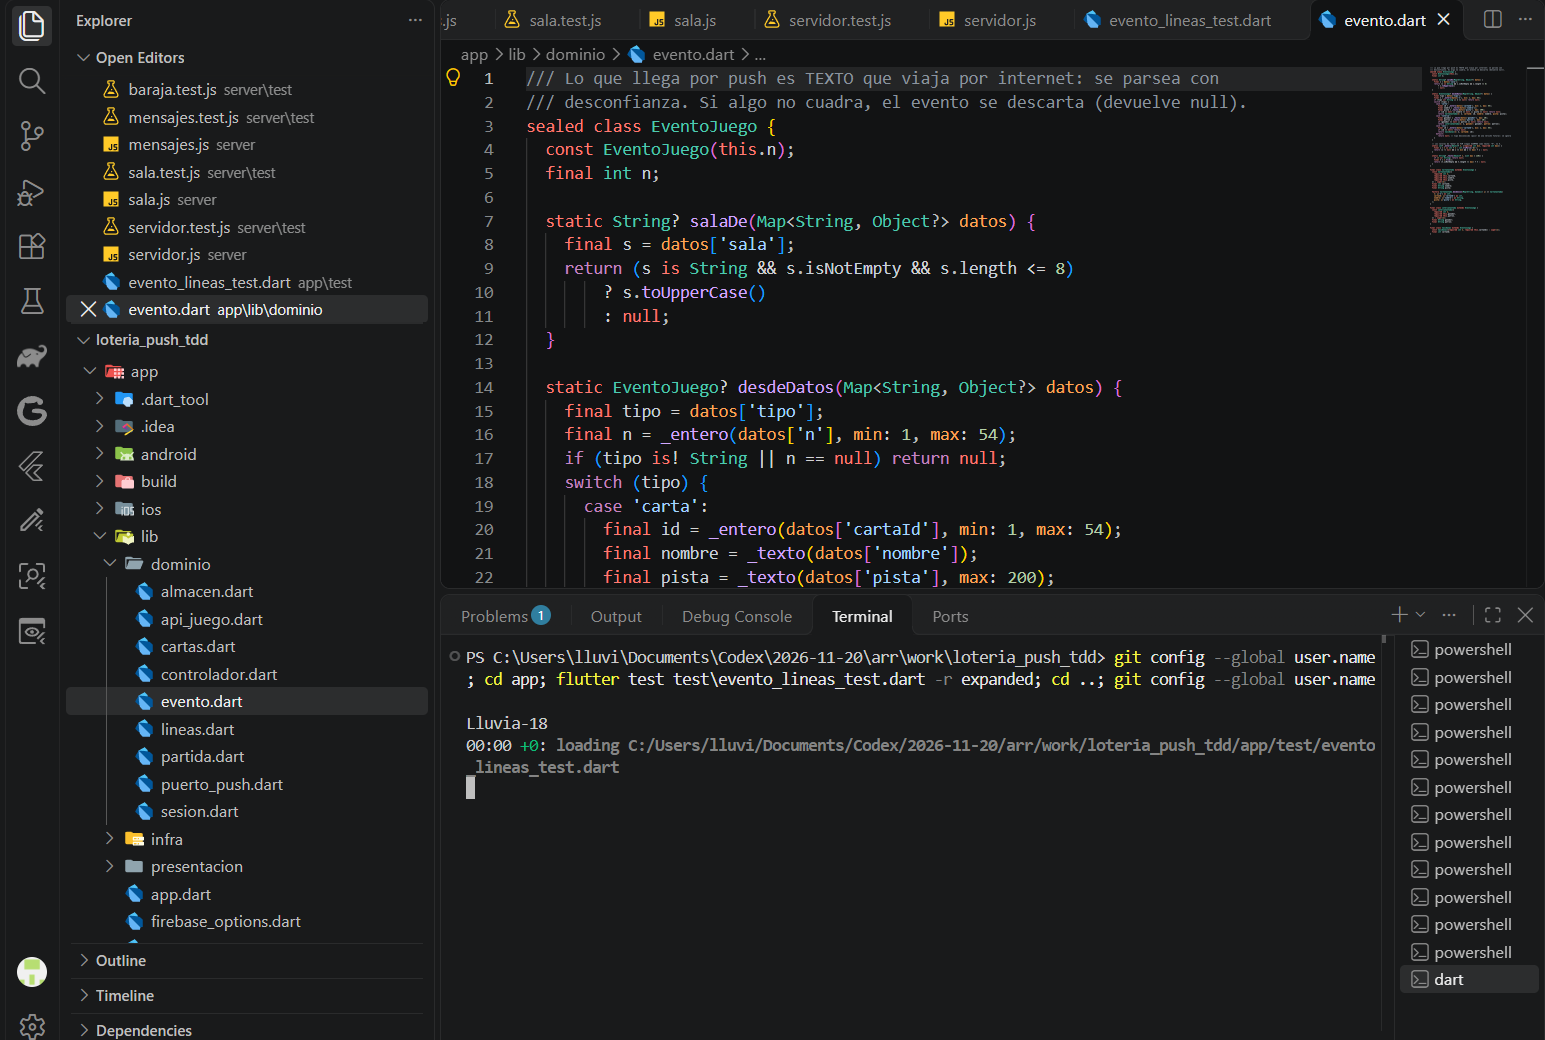 Explorer
Open Editors
baraja.test.js server\test
mensajes.test.js server\test
mensajes.js server
sala.test.js server\test
sala.js server
servidor.test.js server\test
servidor.js server
evento_lineas_test.dart app\test
evento.dart app\lib\dominio
loteria_push_tdd
app
.dart_tool
.idea
android
build
ios
lib
dominio
almacen.dart
api_juego.dart
cartas.dart
controlador.dart
evento.dart
lineas.dart
partida.dart
puerto_push.dart
sesion.dart
infra
presentacion
app.dart
firebase_options.dart
Outline
Timeline
Dependencies
.js sala.test.js sala.js servidor.test.js servidor.js evento_lineas_test.dart evento.dart
app > lib > dominio > evento.dart > ...
1 /// Lo que llega por push es TEXTO que viaja por internet: se parsea con
2 /// desconfianza. Si algo no cuadra, el evento se descarta (devuelve null).
3 sealed class EventoJuego {
4 const EventoJuego(this.n);
5 final int n;
6
7 static String? salaDe(Map<String, Object?> datos) {
8 final s = datos['sala'];
9 return (s is String && s.isNotEmpty && s.length <= 8)
10 ? s.toUpperCase()
11 : null;
12 }
13
14 static EventoJuego? desdeDatos(Map<String, Object?> datos) {
15 final tipo = datos['tipo'];
16 final n = _entero(datos['n'], min: 1, max: 54);
17 if (tipo is! String || n == null) return null;
18 switch (tipo) {
19 case 'carta':
20 final id = _entero(datos['cartaId'], min: 1, max: 54);
21 final nombre = _texto(datos['nombre']);
22 final pista = _texto(datos['pista'], max: 200);
Problems 1 Output Debug Console Terminal Ports
PS C:\Users\lluvi\Documents\Codex\2026-11-20\arr\work\loteria_push_tdd> git config --global user.name
; cd app; flutter test test\evento_lineas_test.dart -r expanded; cd ..; git config --global user.name
Lluvia-18
00:00 +0: loading C:/Users/lluvi/Documents/Codex/2026-11-20/arr/work/loteria_push_tdd/app/test/evento
_lineas_test.dart
powershell
powershell
powershell
powershell
powershell
powershell
powershell
powershell
powershell
powershell
powershell
powershell
dart